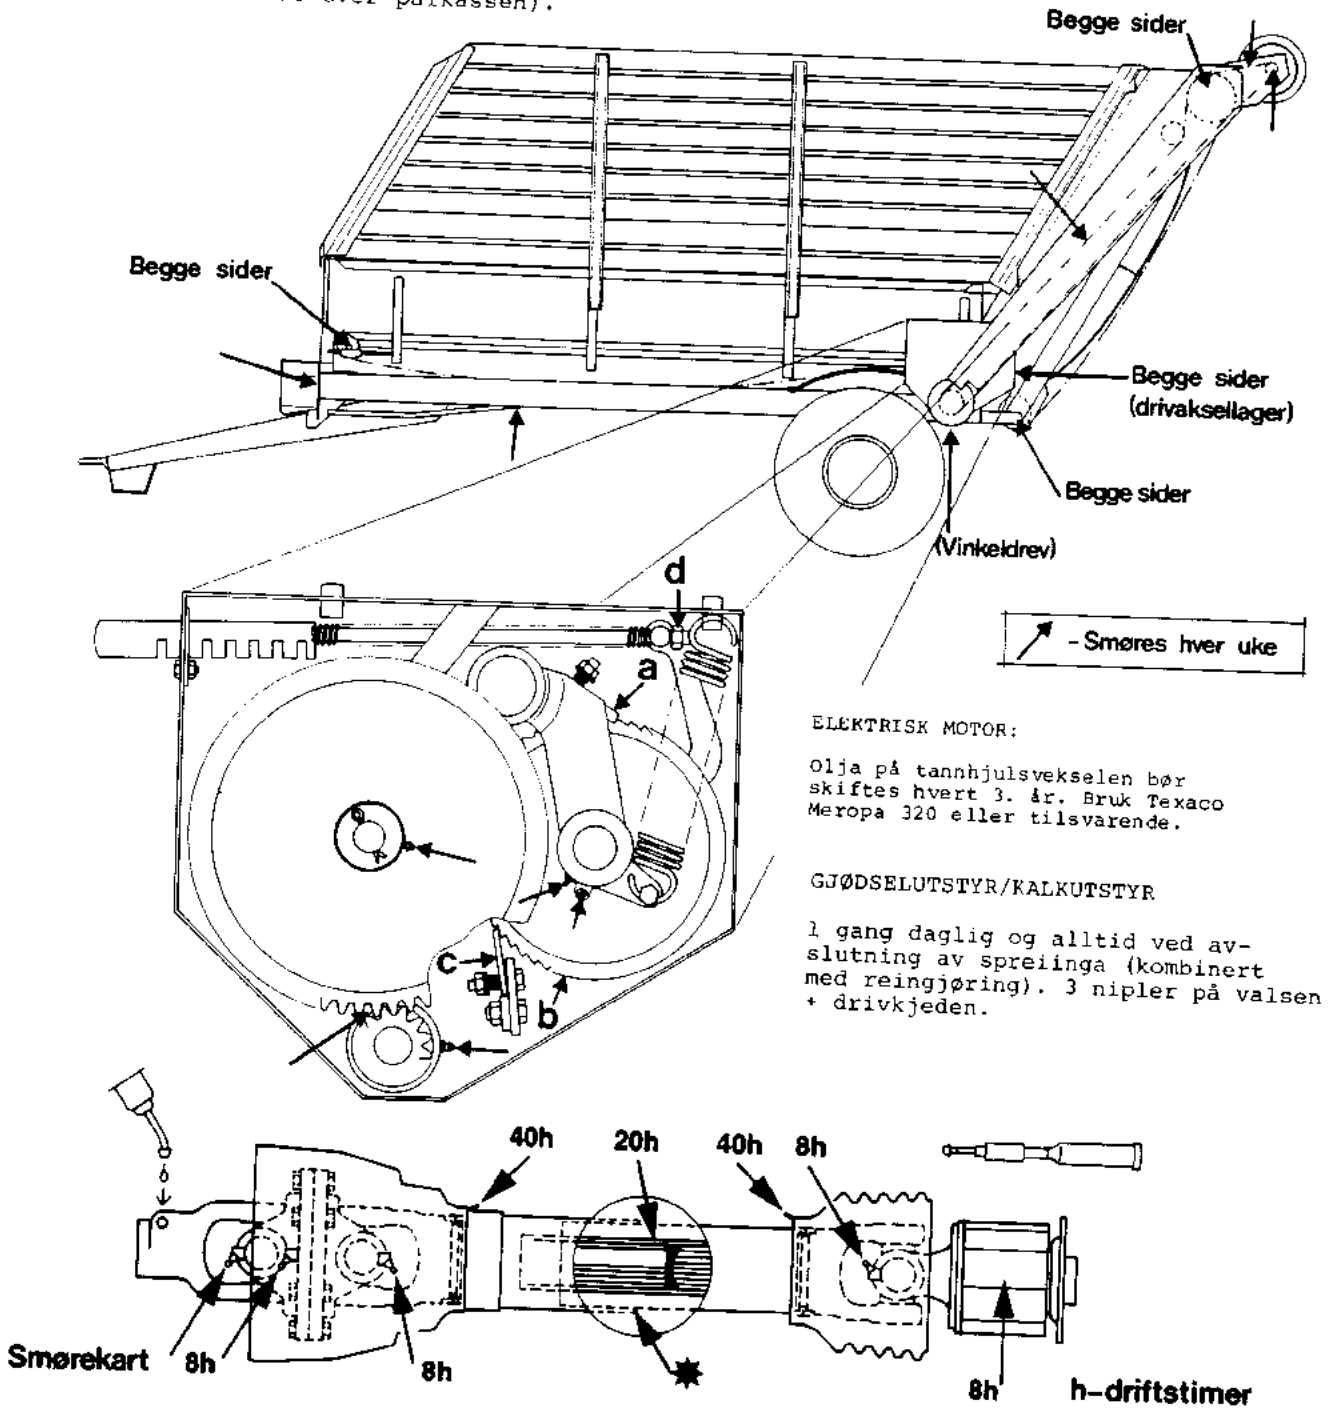 over palkassen).
Begge sider
Begge sider
Begge sider
(drivaksellager)
Begge sider
(Vinkeldrev)
d
a
- Smøres hver uke
ELEKTRISK MOTOR:
Olja på tannhjulsvekselen bør
skiftes hvert 3. år. Bruk Texaco
Meropa 320 eller tilsvarende.
GJØDSELUTSTYR/KALKUTSTYR
1 gang daglig og alltid ved av-
slutning av spreiinga (kombinert
med reingjøring). 3 nipler på valsen
+ drivkjeden.
c
b
40h
20h
40h
8h
Smørekart
8h
8h
8h
h-driftstimer